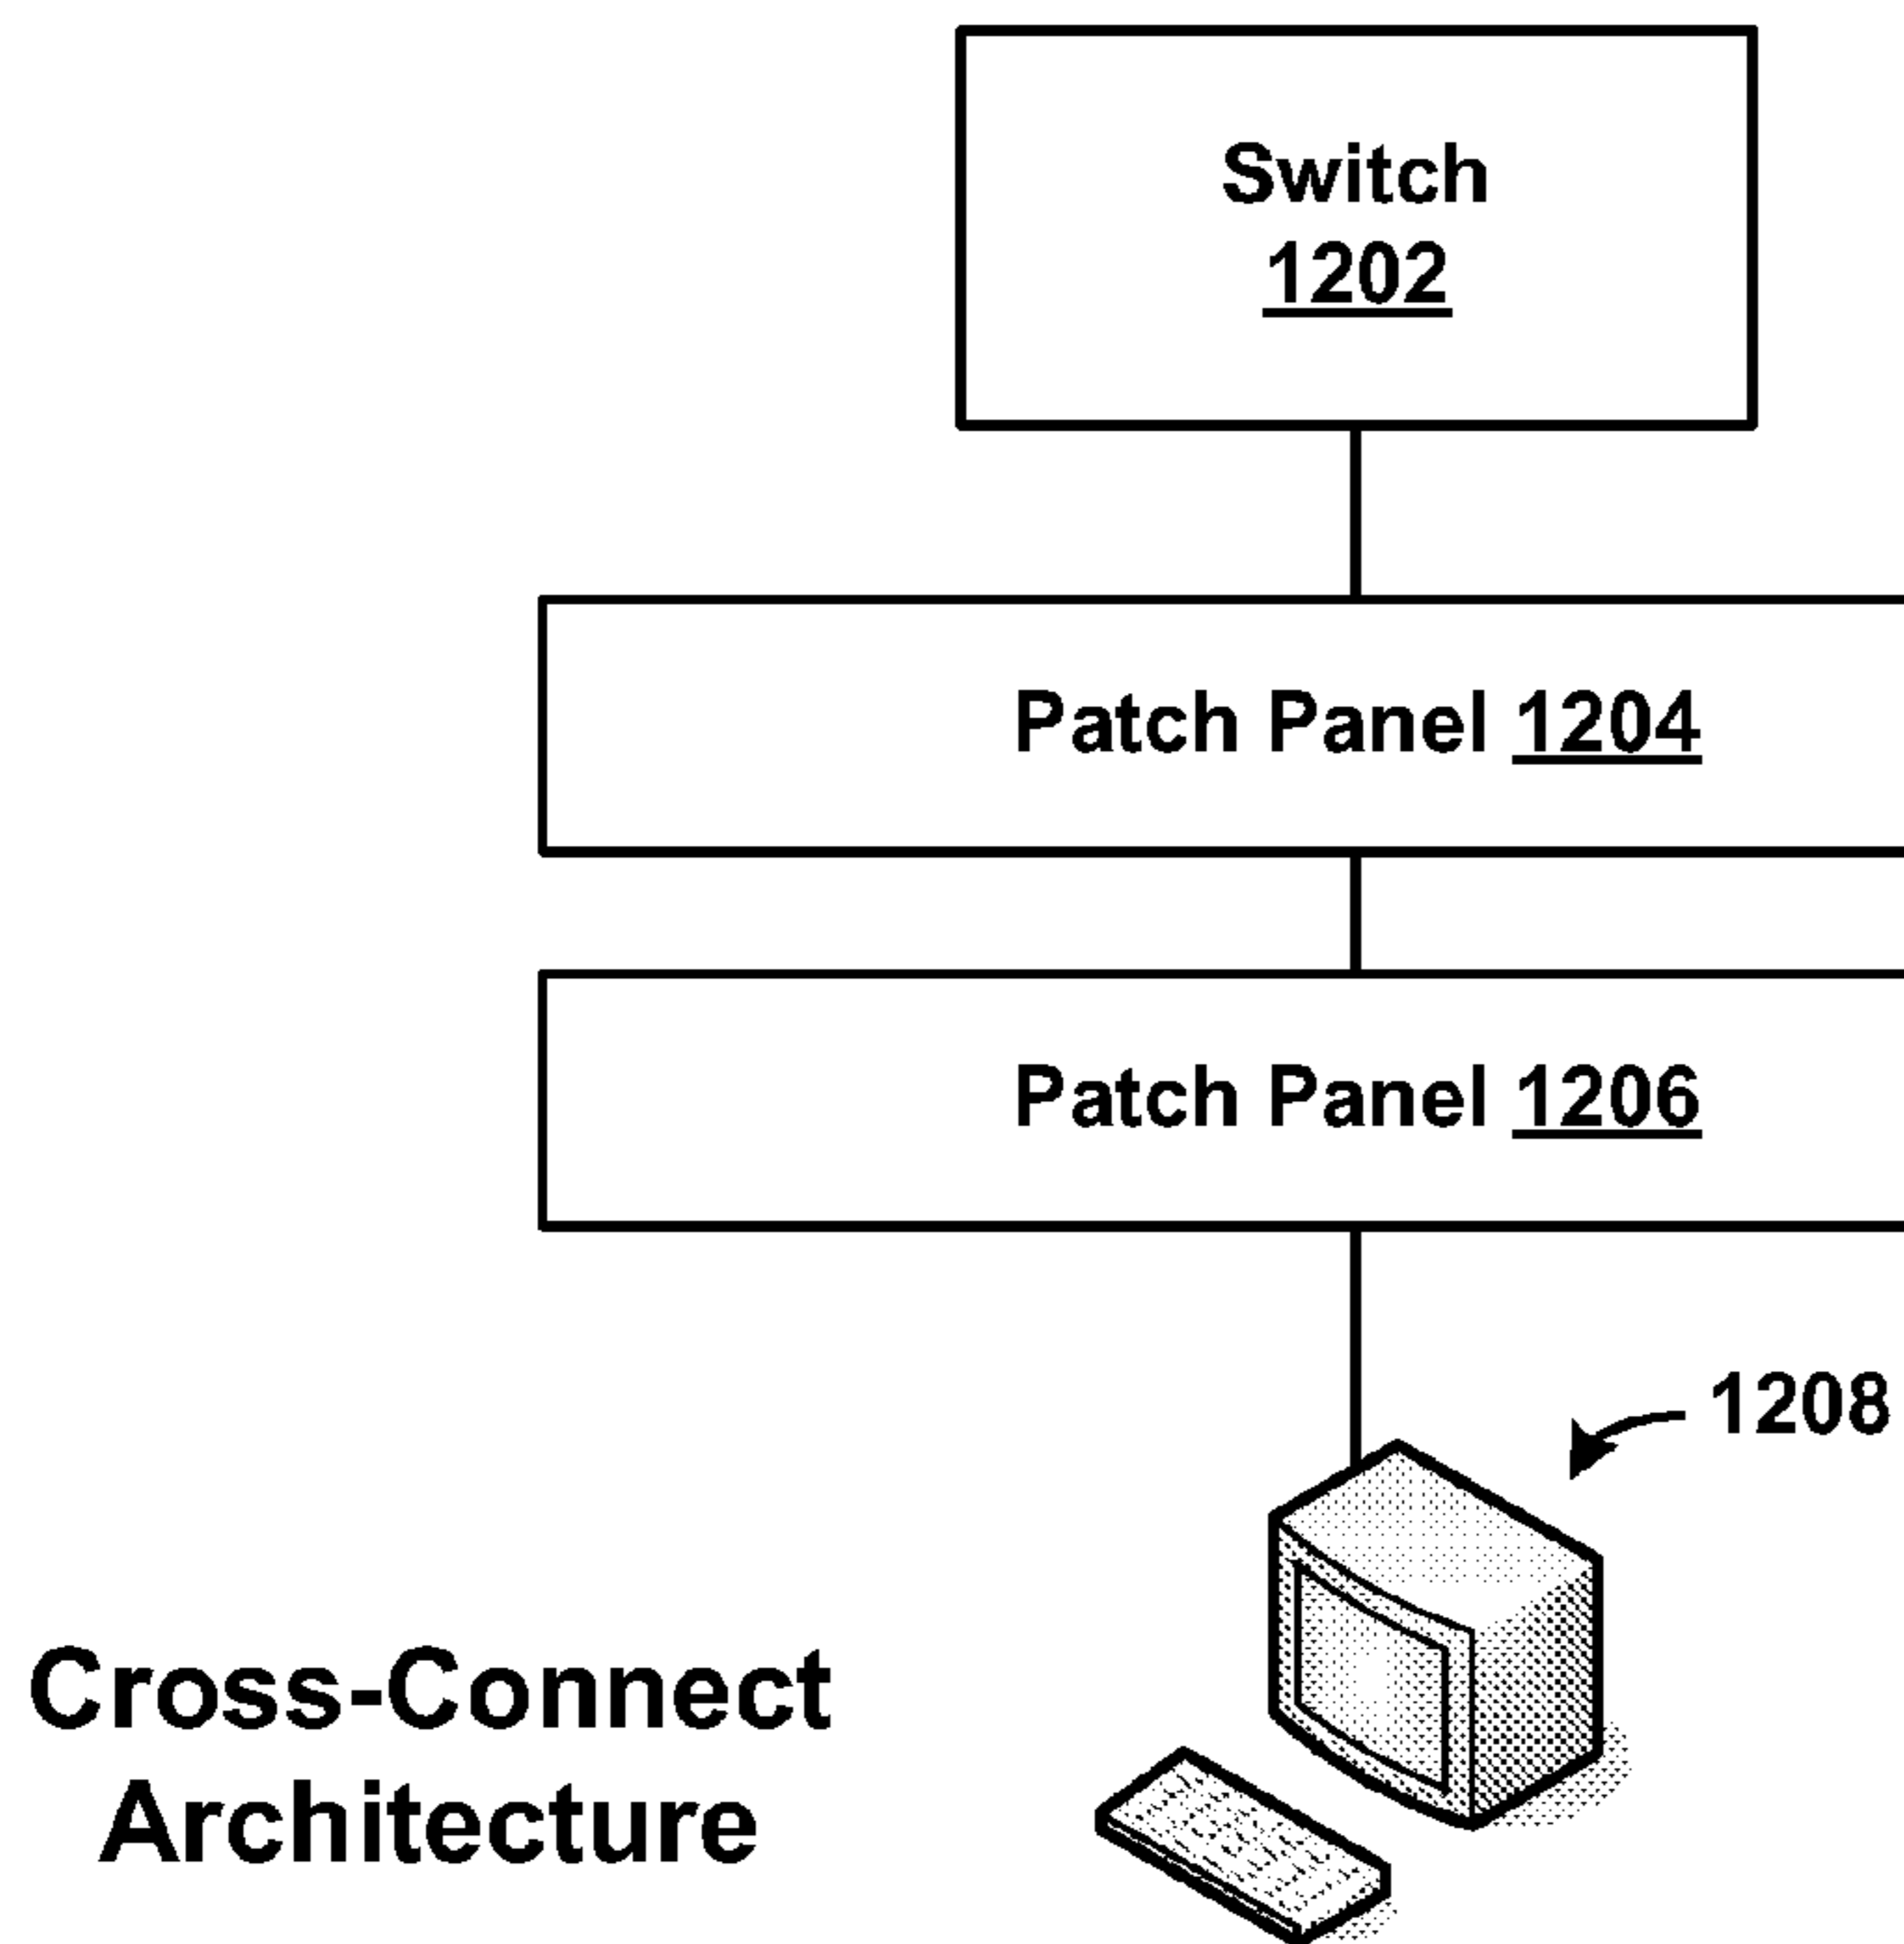 Switch
1202
Patch Panel 1204
Patch Panel 1206
1208
Cross-Connect
Architecture